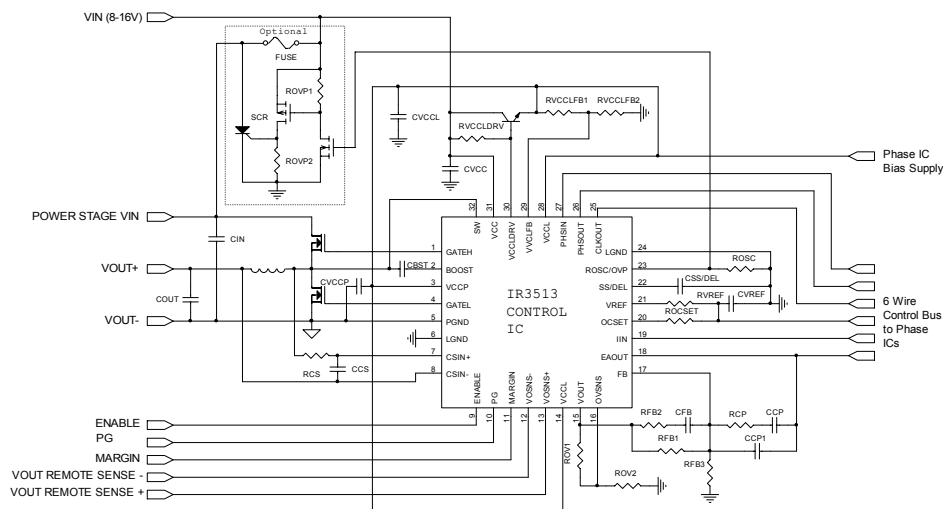 VIN (8-16V)
Optional
FUSE
ROVP1
SCR
ROVP2
CVCCL
RVCCLDRV
RVCCLFB1
RVCCLFB2
CVCC
Phase IC
Bias Supply
POWER STAGE VIN
CIN
VOUT+
COUT
VOUT-
CVCCP
CBST
RCS
CCS
32
31
30
29
28
27
26
25
SW
VCC
VCCLDRV
VVCLFB
VCCL
PHSIN
PHSOUT
CLKOUT
1 GATEH
2 BOOST
3 VCCP
4 GATEL
5 PGND
6 LGND
7 CSIN+
8 CSIN-
IR3513
CONTROL
IC
LGND 24
ROSC/OVP 23
SS/DEL 22
VREF 21
OCSET 20
IIN 19
EAOUT 18
FB 17
ENABLE
PG
MARGIN
VOSNS-
VOSNS+
VCCL
VOUT
OVSNS
9
10
11
12
13
14
15
16
ROSC
CSS/DEL
RVREF
CVREF
ROCSET
6 Wire
Control Bus
to Phase
ICs
RFB2
CFB
RCP
CCP
RFB1
CCP1
RFB3
ROV1
ROV2
ENABLE
PG
MARGIN
VOUT REMOTE SENSE -
VOUT REMOTE SENSE +